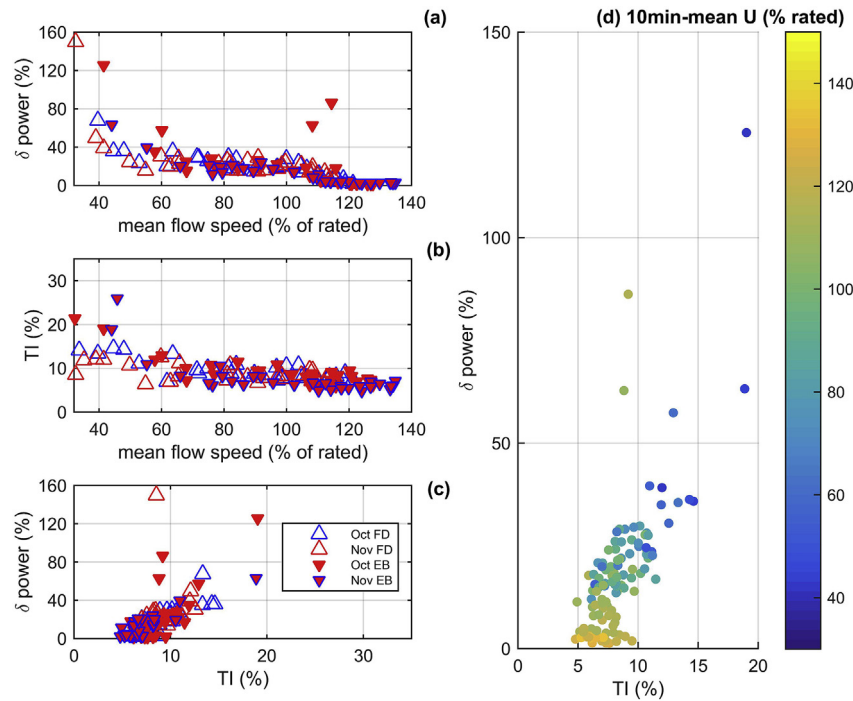 (a)
160
120
80
40
0
δ power (%)
40 60 80 100 120 140
mean flow speed (% of rated)
(b)
30
20
10
0
TI (%)
40 60 80 100 120 140
mean flow speed (% of rated)
(c)
160
120
80
40
0
δ power (%)
Oct FD
Nov FD
Oct EB
Nov EB
0 10 20 30
TI (%)
(d) 10min-mean U (% rated)
150
100
50
0
δ power (%)
0 5 10 15 20
TI (%)
140
120
100
80
60
40